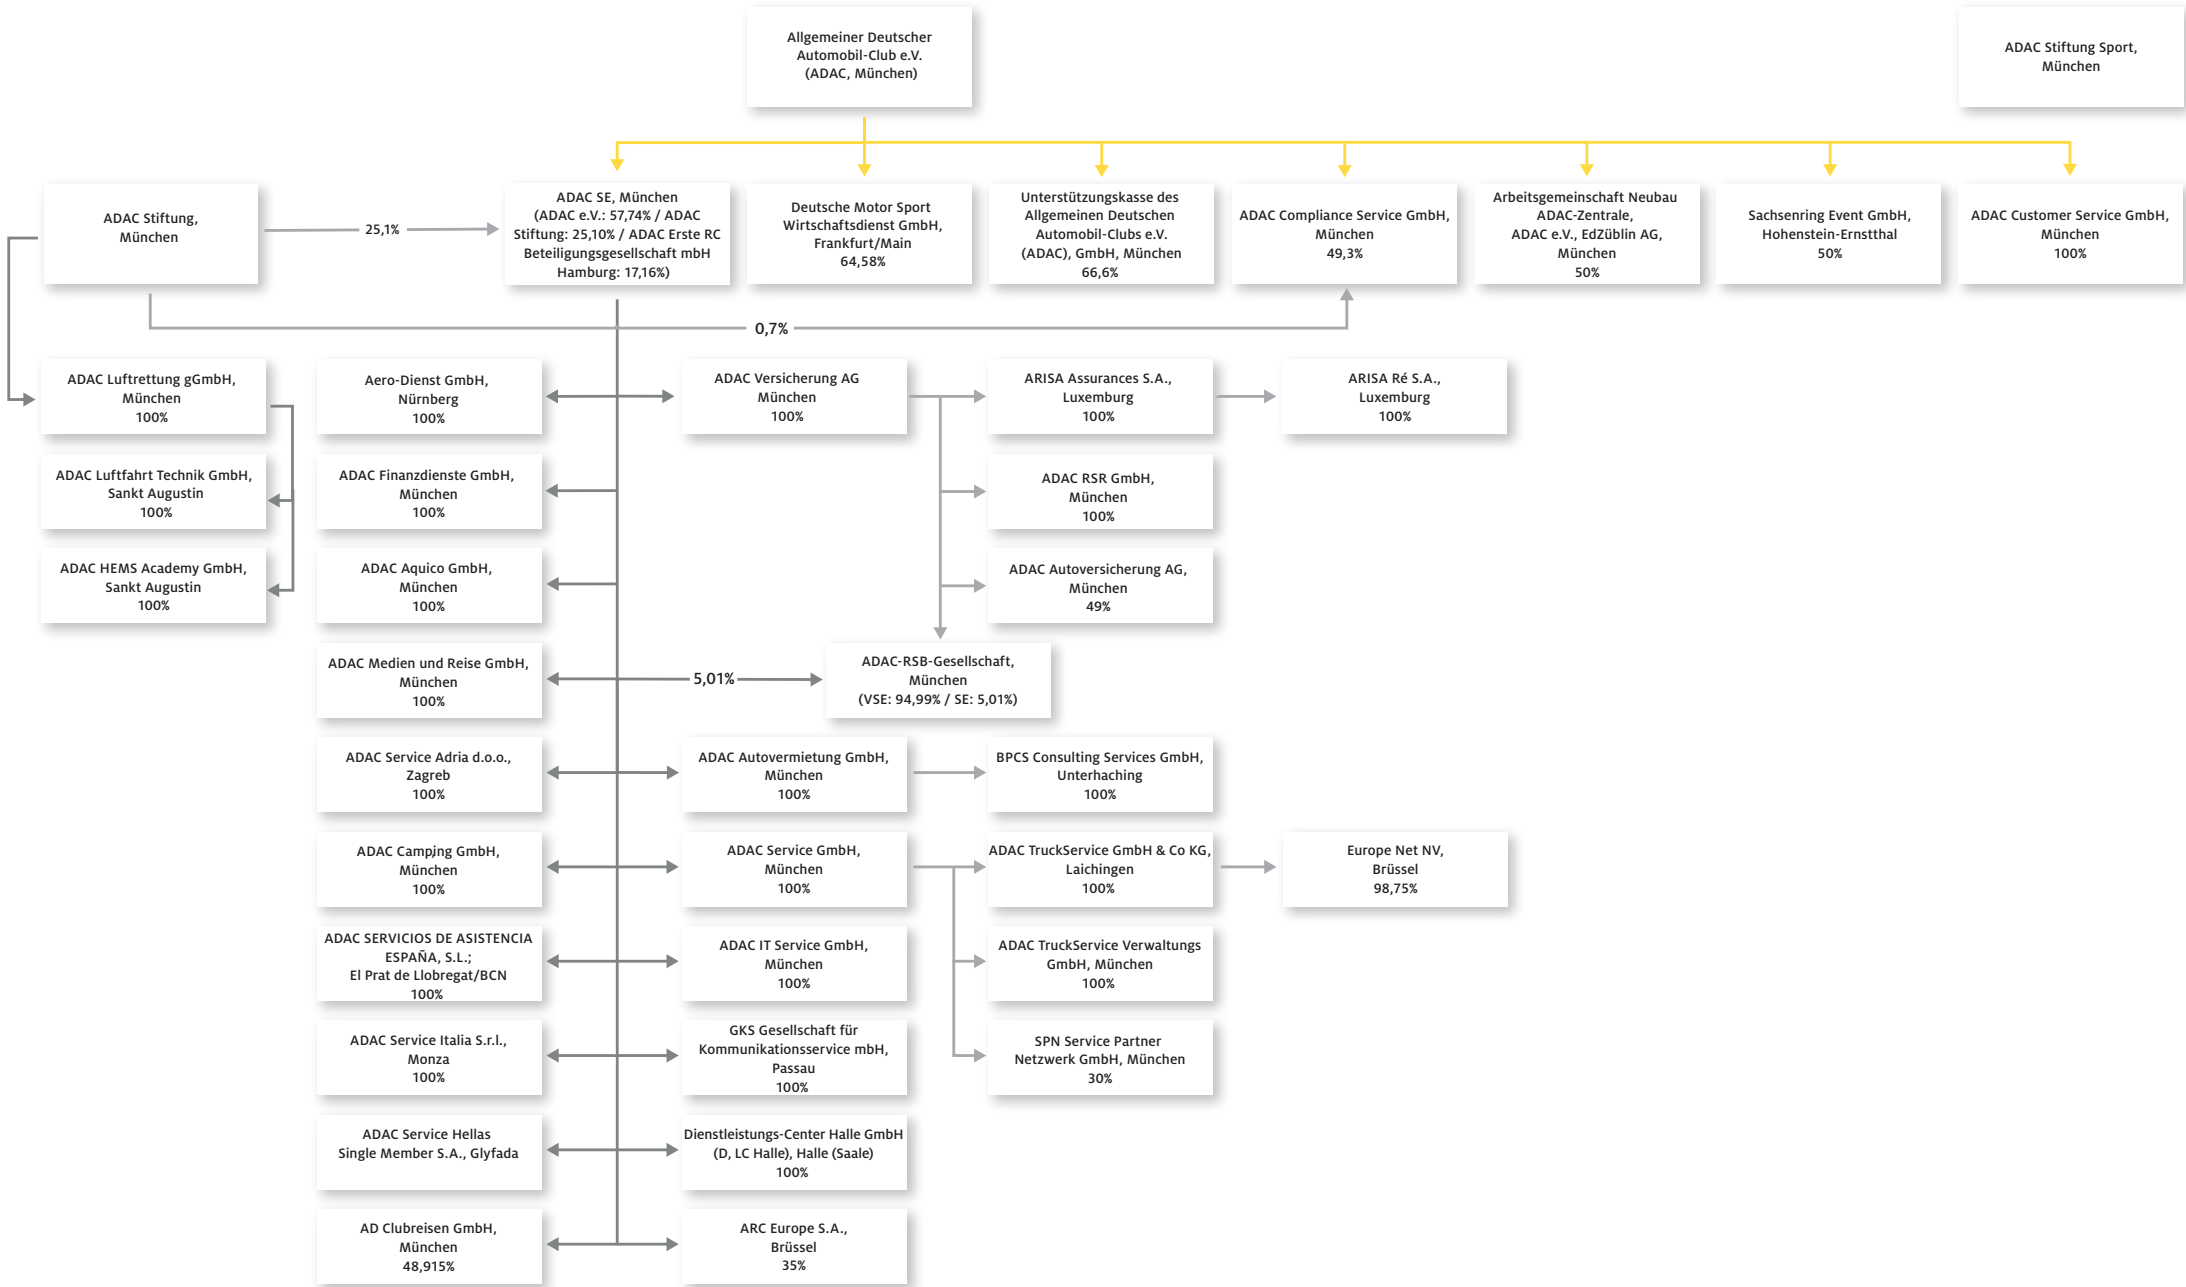 Allgemeiner Deutscher
Automobil-Club e.V.
(ADAC, München)
ADAC Stiftung Sport,
München
ADAC Stiftung,
München
25,1%
ADAC SE, München
(ADAC e.V.: 57,74% / ADAC
Stiftung: 25,10% / ADAC Erste RC
Beteiligungsgesellschaft mbH
Hamburg: 17,16%)
Deutsche Motor Sport
Wirtschaftsdienst GmbH,
Frankfurt/Main
64,58%
Unterstützungskasse des
Allgemeinen Deutschen
Automobil-Clubs e.V.
(ADAC), GmbH, München
66,6%
ADAC Compliance Service GmbH,
München
49,3%
Arbeitsgemeinschaft Neubau
ADAC-Zentrale,
ADAC e.V., EdZüblin AG,
München
50%
Sachsenring Event GmbH,
Hohenstein-Ernstthal
50%
ADAC Customer Service GmbH,
München
100%
0,7%
ADAC Luftrettung gGmbH,
München
100%
Aero-Dienst GmbH,
Nürnberg
100%
ADAC Versicherung AG
München
100%
ARISA Assurances S.A.,
Luxemburg
100%
ARISA Ré S.A.,
Luxemburg
100%
ADAC Luftfahrt Technik GmbH,
Sankt Augustin
100%
ADAC Finanzdienste GmbH,
München
100%
ADAC RSR GmbH,
München
100%
ADAC HEMS Academy GmbH,
Sankt Augustin
100%
ADAC Aquico GmbH,
München
100%
ADAC Autoversicherung AG,
München
49%
ADAC Medien und Reise GmbH,
München
100%
5,01%
ADAC-RSB-Gesellschaft,
München
(VSE: 94,99% / SE: 5,01%)
ADAC Service Adria d.o.o.,
Zagreb
100%
ADAC Autovermietung GmbH,
München
100%
BPCS Consulting Services GmbH,
Unterhaching
100%
ADAC Camping GmbH,
München
100%
ADAC Service GmbH,
München
100%
ADAC TruckService GmbH & Co KG,
Laichingen
100%
Europe Net NV,
Brüssel
98,75%
ADAC SERVICIOS DE ASISTENCIA
ESPAÑA, S.L.;
El Prat de Llobregat/BCN
100%
ADAC IT Service GmbH,
München
100%
ADAC TruckService Verwaltungs
GmbH, München
100%
ADAC Service Italia S.r.l.,
Monza
100%
GKS Gesellschaft für
Kommunikationsservice mbH,
Passau
100%
SPN Service Partner
Netzwerk GmbH, München
30%
ADAC Service Hellas
Single Member S.A., Glyfada
Dienstleistungs-Center Halle GmbH
(D, LC Halle), Halle (Saale)
100%
AD Clubreisen GmbH,
München
48,915%
ARC Europe S.A.,
Brüssel
35%